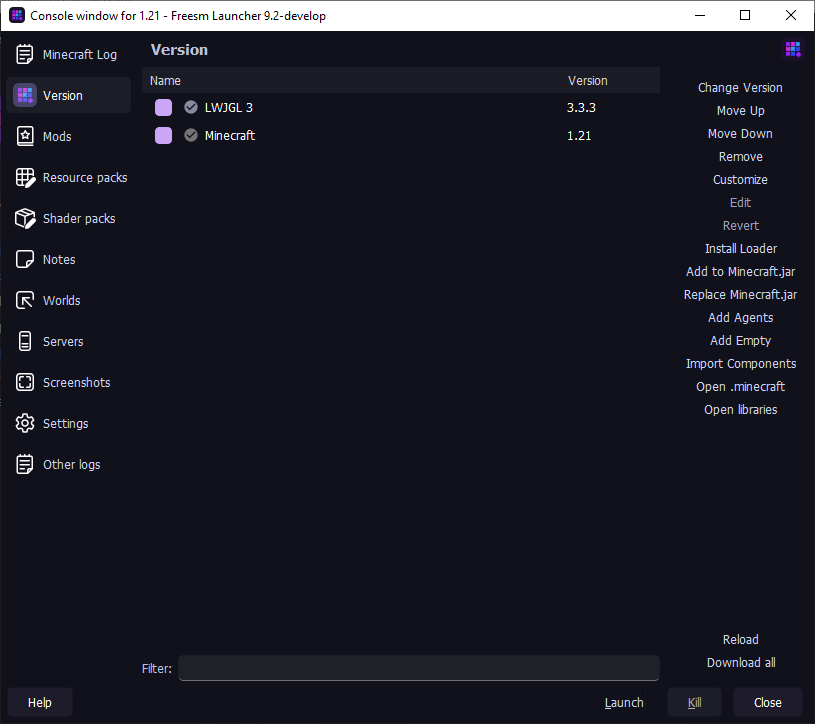 Console window for 1.21 - Freesm Launcher 9.2-develop
Minecraft Log
Version
Mods
Resource packs
Shader packs
Notes
Worlds
Servers
Screenshots
Settings
Other logs
Version
Name Version
LWJGL 3 3.3.3
Minecraft 1.21
Change Version
Move Up
Move Down
Remove
Customize
Edit
Revert
Install Loader
Add to Minecraft.jar
Replace Minecraft.jar
Add Agents
Add Empty
Import Components
Open .minecraft
Open libraries
Reload
Download all
Filter:
Help
Launch
Kill
Close